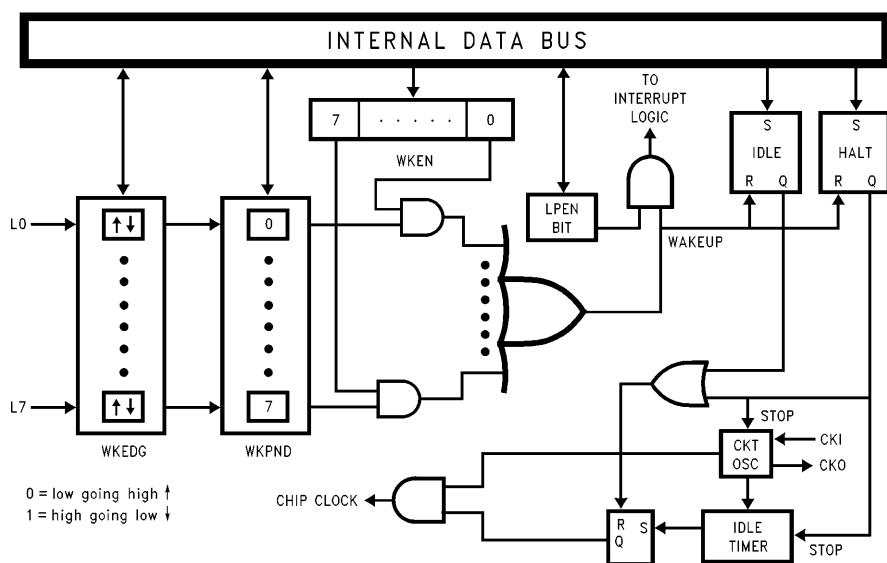 INTERNAL DATA BUS
TO
INTERRUPT
LOGIC
7 · · · · · 0
WKEN
S
IDLE
R Q
S
HALT
R Q
LPEN
BIT
WAKEUP
L0
↑↓
0
L7
↑↓
7
WKEDG
WKPND
0 = low going high ↑
1 = high going low ↓
STOP
CKT
OSC
CKI
CKO
CHIP CLOCK
R S
Q
IDLE
TIMER
STOP